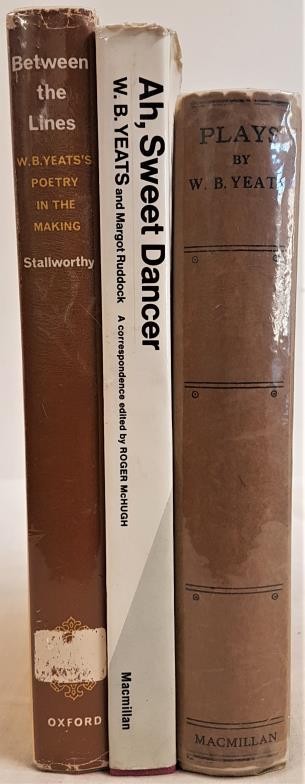 Between
the
Lines
W.B.YEATS'S
POETRY
IN THE
MAKING
Stallworthy
OXFORD
Ah, Sweet Dancer
W. B. YEATS and Margot Ruddock A correspondence edited by ROGER McHUGH
Macmillan
PLAYS
BY
W. B. YEATS
MACMILLAN